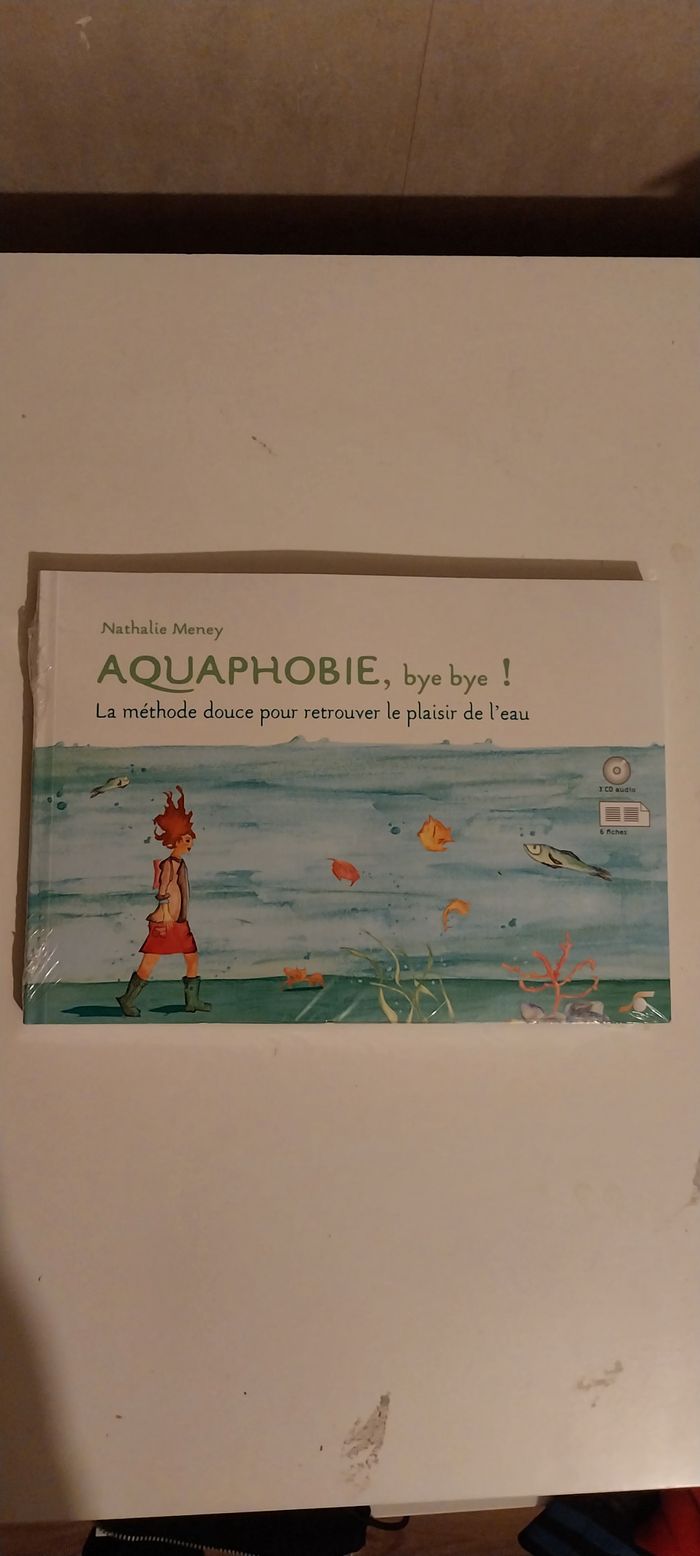 Nathalie Meney
AQUAPHOBIE, bye bye !
La méthode douce pour retrouver le plaisir de l'eau
3 CD audio
6 fiches